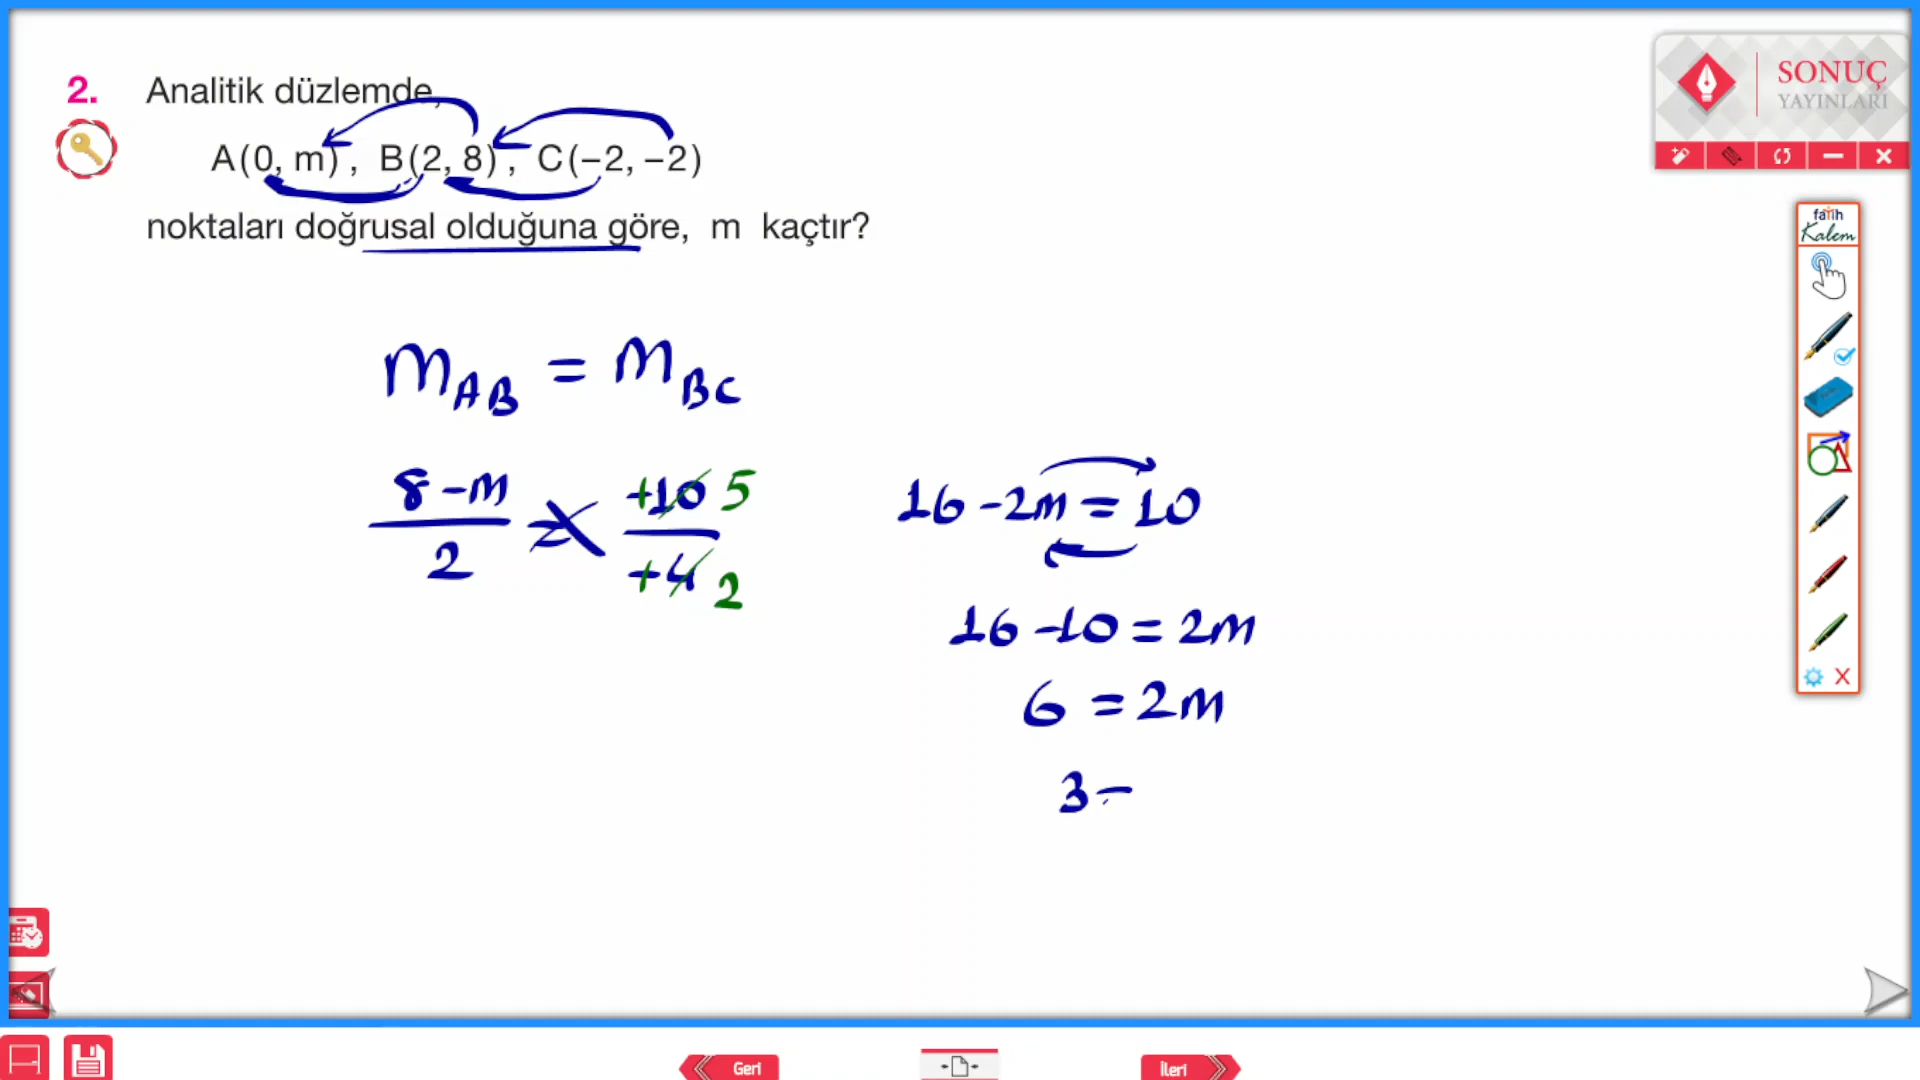 2. Analitik düzlemde,
A(0, m), B(2, 8), C(−2, −2)
noktaları doğrusal olduğuna göre, m kaçtır?
m_AB = m_BC
8-m
2
=
+10 5
+4 2
16-2m=10
16-10=2m
6=2m
3=
SONUÇ
YAYINLARI
fatih
Kalem
Geri
İleri